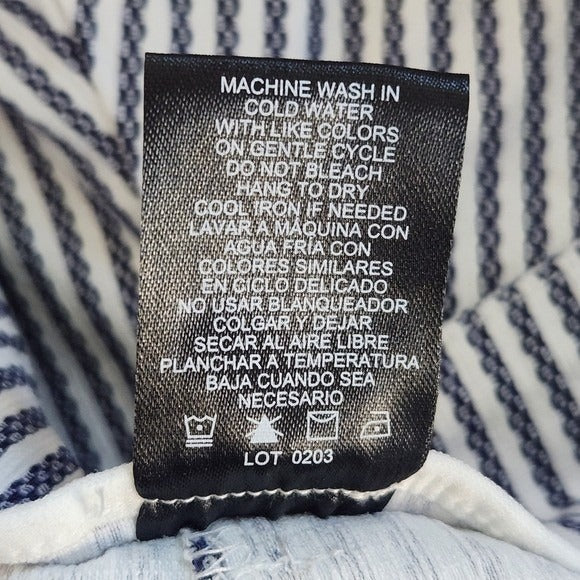 MACHINE WASH IN
COLD WATER
WITH LIKE COLORS
ON GENTLE CYCLE
DO NOT BLEACH
HANG TO DRY
COOL IRON IF NEEDED
LAVAR A MAQUINA CON
AGUA FRÍA CON
COLORES SIMILARES
EN CICLO DELICADO
NO USAR BLANQUEADOR
COLGAR Y DEJAR
SECAR AL AIRE LIBRE
PLANCHAR A TEMPERATURA
BAJA CUANDO SEA
NECESARIO
LOT 0203